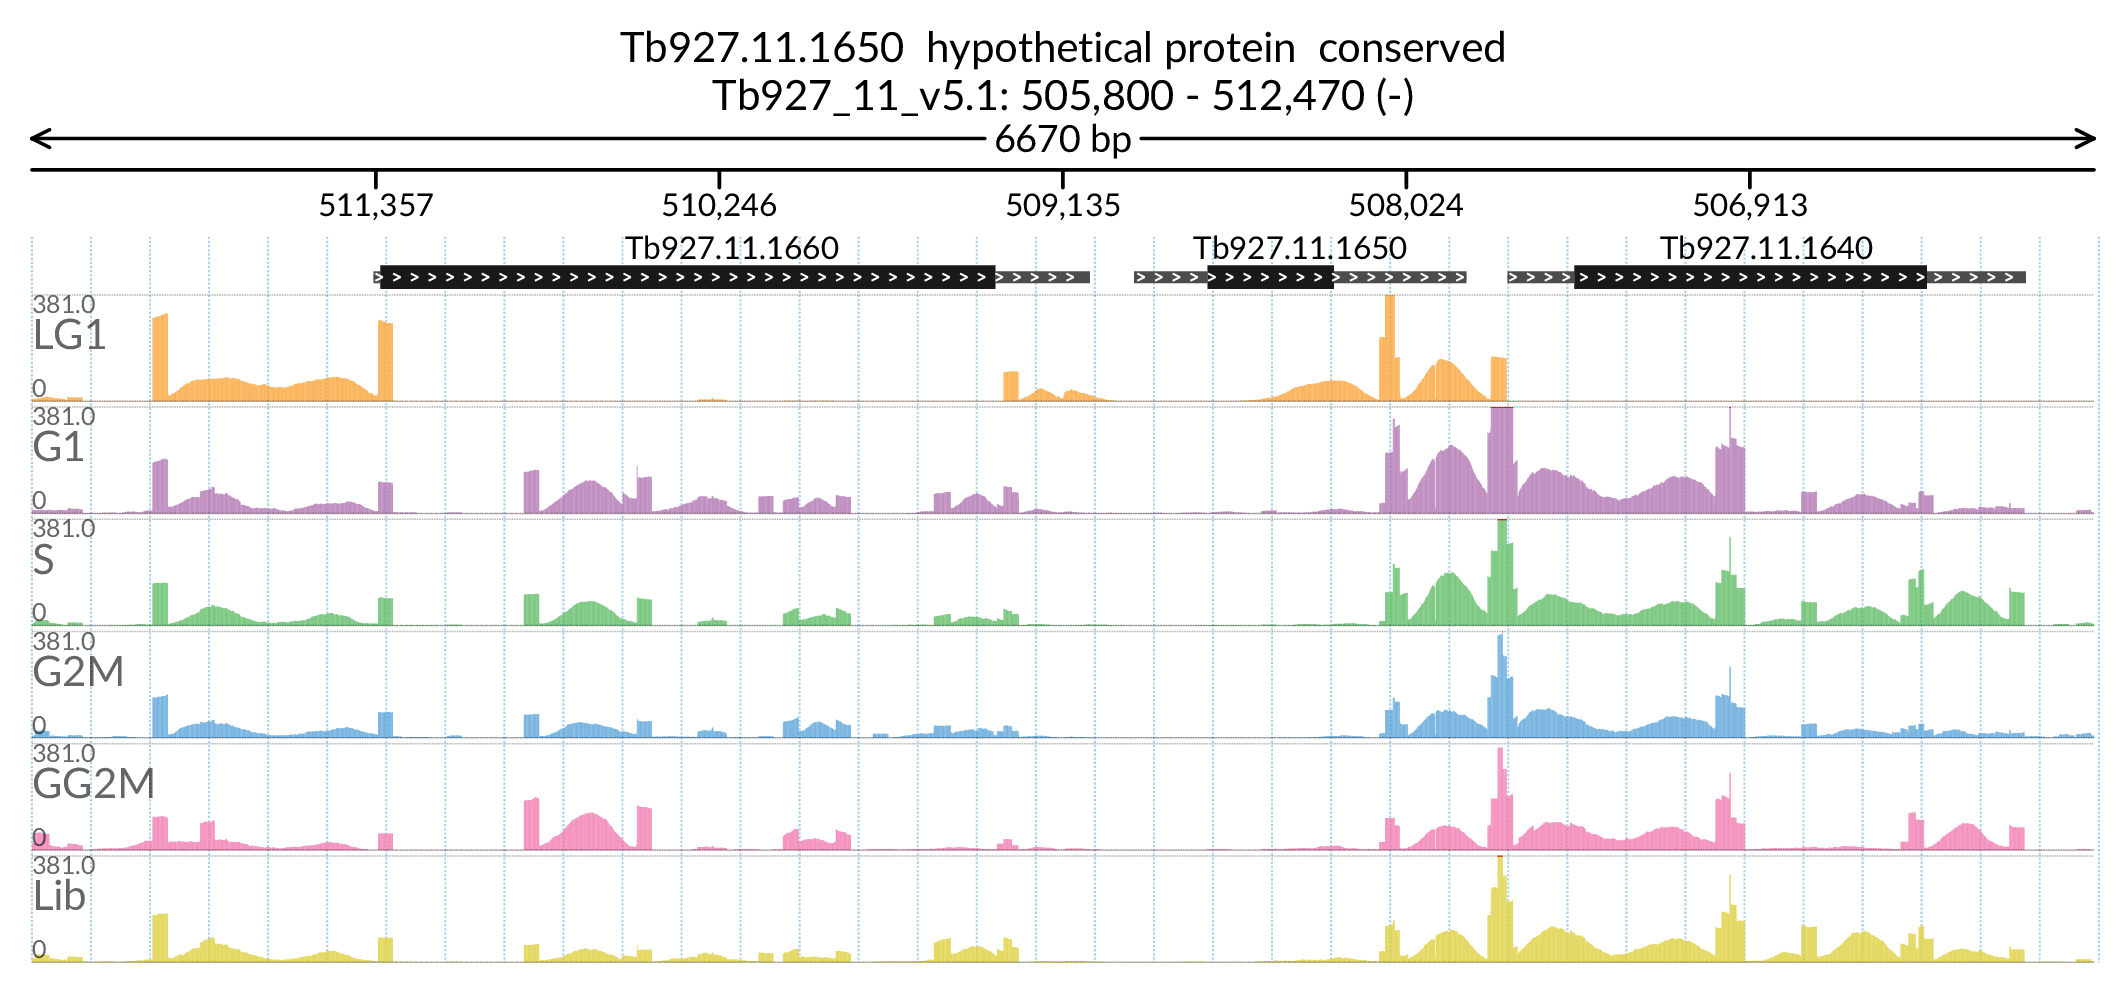 Tb927.11.1650  hypothetical protein  conserved
Tb927_11_v5.1: 505,800 - 512,470 (-)
6670 bp
511,357 510,246 509,135 508,024 506,913
Tb927.11.1660 Tb927.11.1650 Tb927.11.1640
381.0
LG1
0
381.0
G1
0
381.0
S
0
381.0
G2M
0
381.0
GG2M
0
381.0
Lib
0